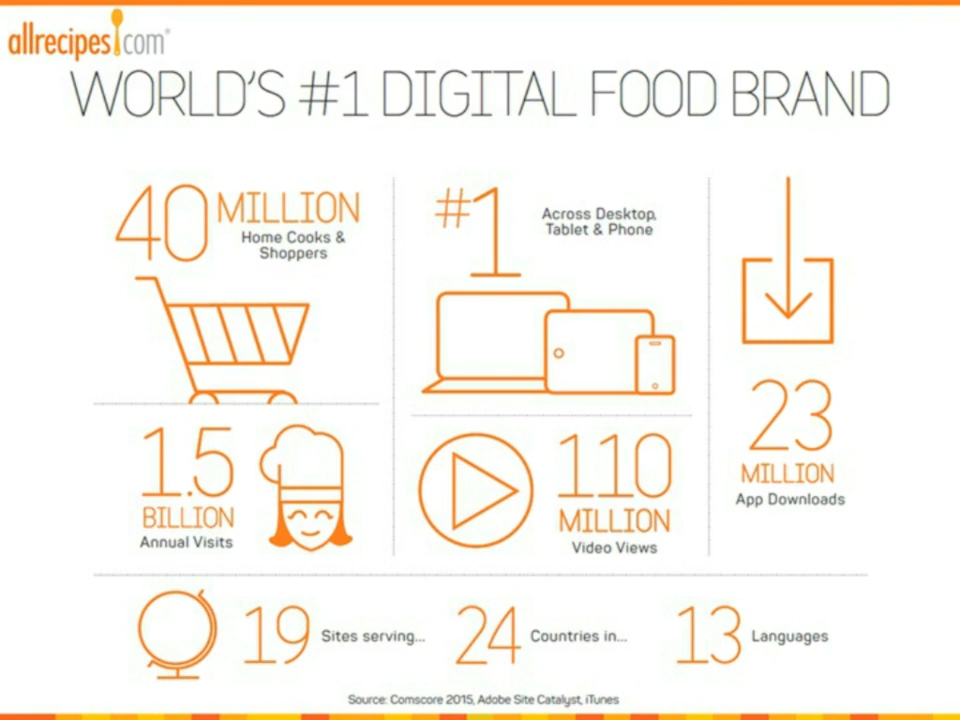 allrecipes.com®
WORLD'S #1 DIGITAL FOOD BRAND
40 MILLION
Home Cooks &
Shoppers
#1
Across Desktop,
Tablet & Phone
1.5
BILLION
Annual Visits
110
MILLION
Video Views
23
MILLION
App Downloads
19 Sites serving... 24 Countries in... 13 Languages
Source: Comscore 2015, Adobe Site Catalyst, iTunes